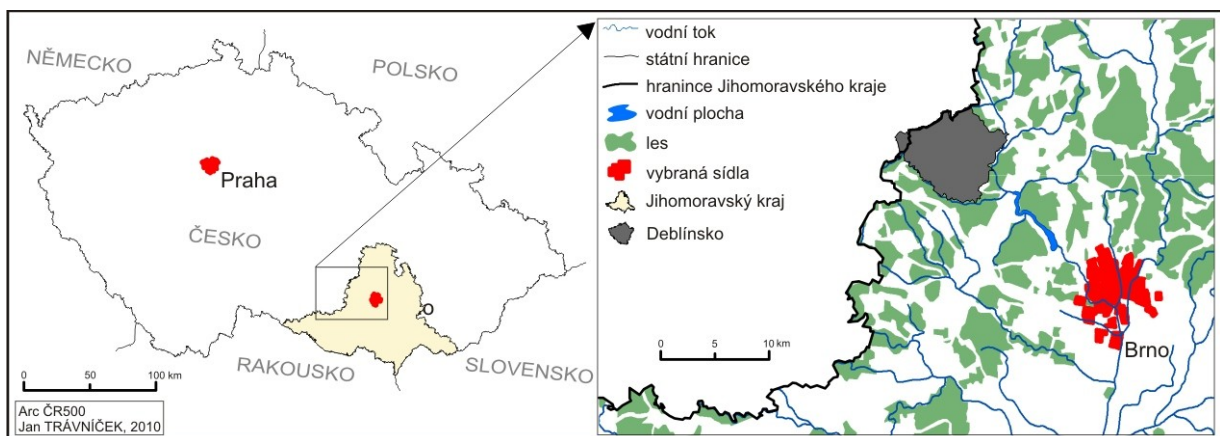 NĚMECKO
POLSKO
Praha
ČESKO
o
RAKOUSKO
SLOVENSKO
0 50 100 km
Arc ČR500
Jan TRÁVNÍČEK, 2010
vodní tok
státní hranice
hranince Jihomoravského kraje
vodní plocha
les
vybraná sídla
Jihomoravský kraj
Deblínsko
0 5 10 km
Brno